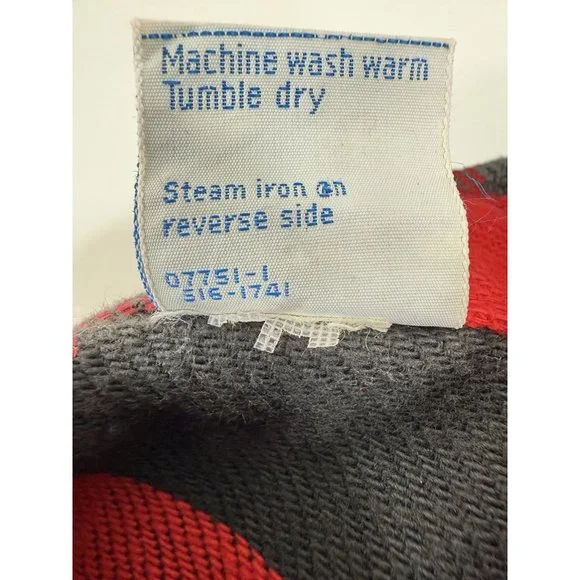 Machine wash warm
Tumble dry
Steam iron on
reverse side
07751-1
516-1741